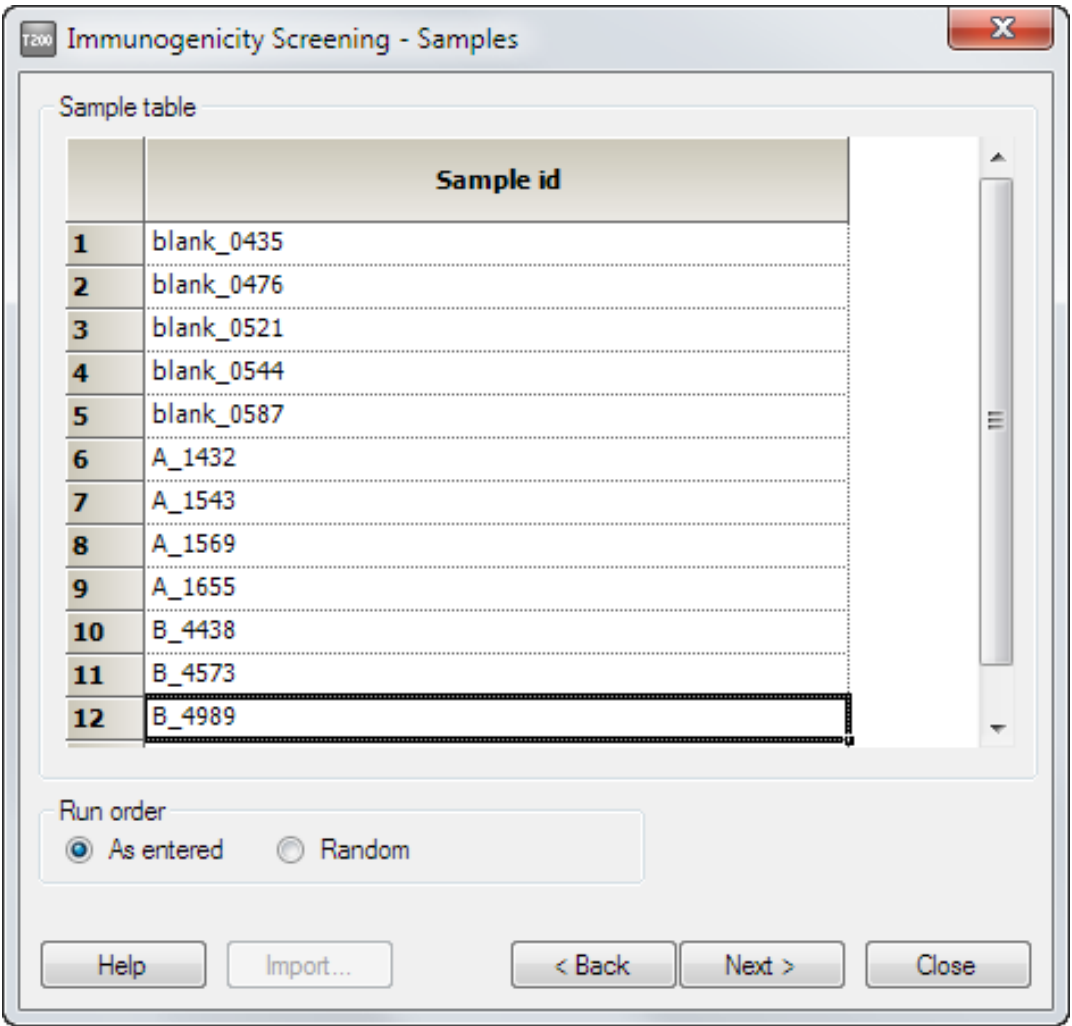 T200 Immunogenicity Screening - Samples
Sample table
Sample id
1 blank_0435
2 blank_0476
3 blank_0521
4 blank_0544
5 blank_0587
6 A_1432
7 A_1543
8 A_1569
9 A_1655
10 B_4438
11 B_4573
12 B_4989
Run order
As entered Random
Help Import... < Back Next > Close